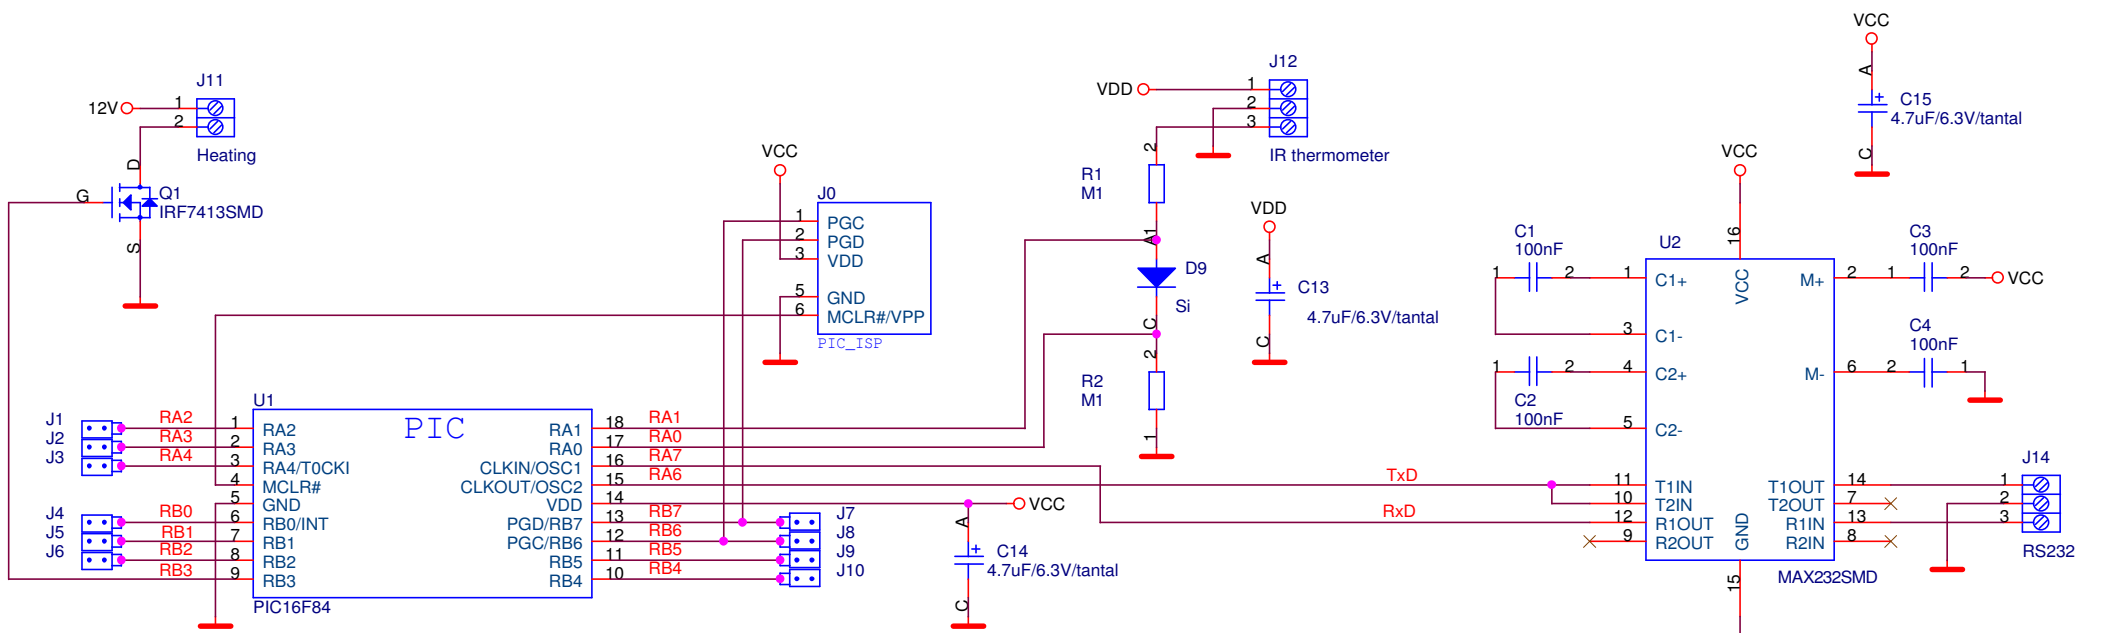 J11
12V
1
2
Heating
D
G
Q1
IRF7413SMD
S
VCC
J0
1
PGC
2
PGD
3
VDD
5
GND
6
MCLR#/VPP
PIC_ISP
J12
VDD
1
2
3
IR thermometer
2
R1
M1
A1
D9
Si
C
2
R2
M1
1
VDD
A
+
C13
4.7uF/6.3V/tantal
C
VCC
A
+
C15
4.7uF/6.3V/tantal
C
U1
PIC
J1
RA2
1
RA2
J2
RA3
2
RA3
J3
RA4
3
RA4/T0CKI
4
MCLR#
5
GND
J4
RB0
6
RB0/INT
J5
RB1
7
RB1
J6
RB2
8
RB2
RB3
9
RB3
PIC16F84
RA1
18
RA1
RA0
17
RA0
CLKIN/OSC1
16
RA7
CLKOUT/OSC2
15
RA6
VDD
14
VCC
PGD/RB7
13
RB7
J7
PGC/RB6
12
RB6
J8
RB5
11
RB5
J9
RB4
10
RB4
J10
A
+
C14
4.7uF/6.3V/tantal
C
TxD
RxD
VCC
16
U2
VCC
C1
100nF
1
2
1
C1+
3
C1-
1
2
4
C2+
C2
100nF
5
C2-
11
T1IN
10
T2IN
12
R1OUT
9
R2OUT
GND
15
C3
100nF
M+
2
1
2
VCC
C4
100nF
M-
6
2
1
T1OUT
14
T2OUT
7
R1IN
13
R2IN
8
MAX232SMD
J14
1
2
3
RS232